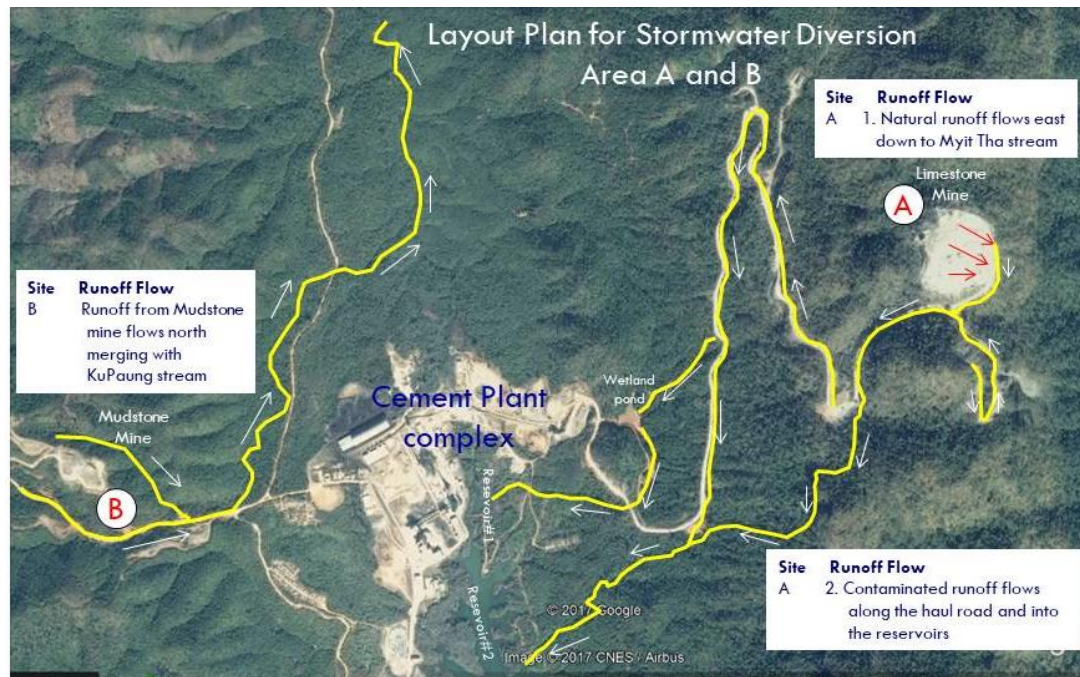 Layout Plan for Stormwater Diversion
Area A and B
Site Runoff Flow
A 1. Natural runoff flows east
down to Myit Tha stream
Limestone
Mine
A
Site Runoff Flow
B Runoff from Mudstone
mine flows north
merging with
KuPaung stream
Wetland
pond
Cement Plant
complex
Mudstone
Mine
B
Resevoir#1
Resevoir#2
Site Runoff Flow
A 2. Contaminated runoff flows
along the haul road and into
the reservoirs
© 2017 Google
Image © 2017 CNES / Airbus